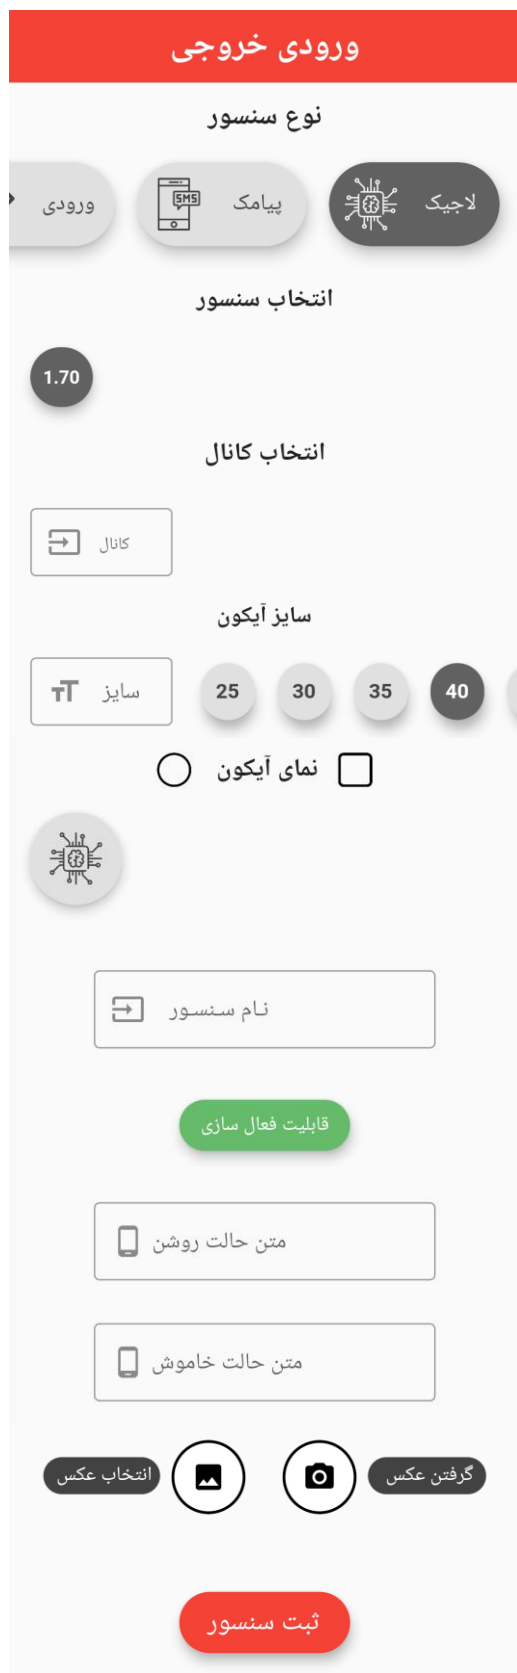 ورودی خروجی
نوع سنسور
لاجیک
پیامک
SMS
ورودی
انتخاب سنسور
1.70
انتخاب کانال
کانال
سایز آیکون
سایز
25
30
35
40
نمای آیکون
نام سنسور
قابلیت فعال سازی
متن حالت روشن
متن حالت خاموش
گرفتن عکس
انتخاب عکس
ثبت سنسور